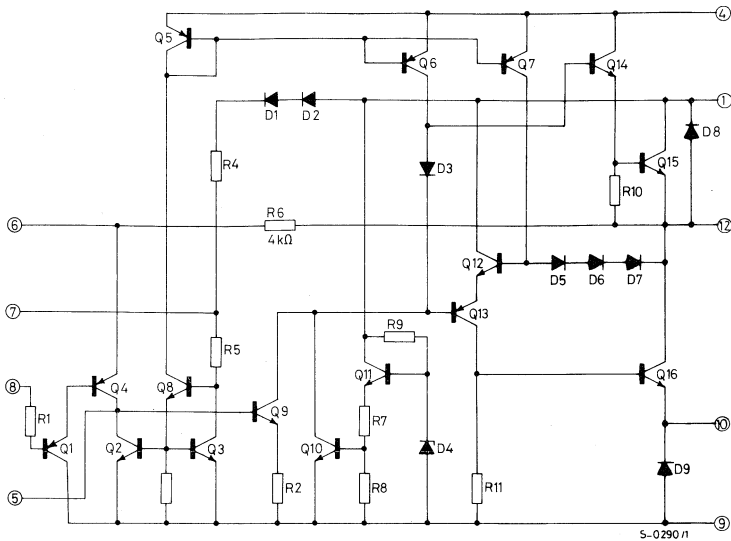 4
Q5
Q6
Q7
Q14
1
D1 D2
D3
Q15
D8
R4
R10
R6
6
4kΩ
12
Q12
D5 D6 D7
7
Q13
R9
R5
8
Q4
Q8
Q11
Q16
R1
Q9
R7
10
Q1
Q2
Q3
Q10
D4
D9
5
R2
R8
R11
9
S-0290/1